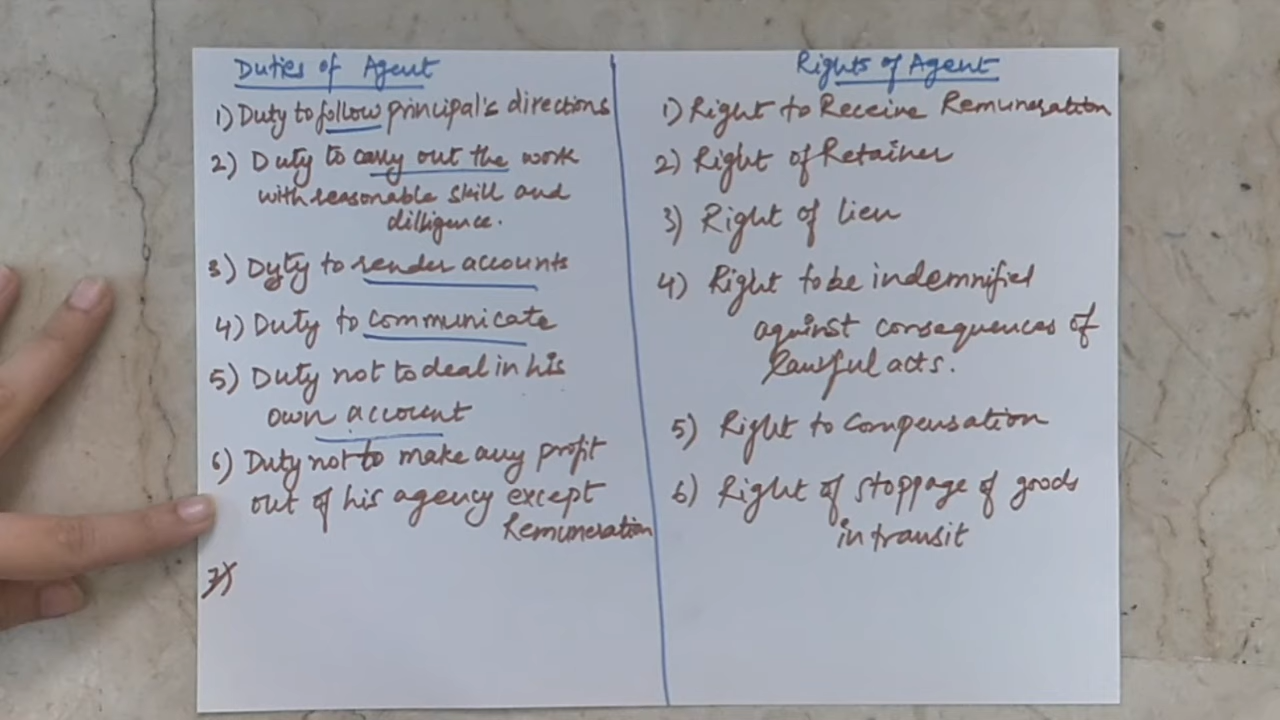 Duties of Agent
1) Duty to follow principal's directions
2) Duty to carry out the work
with reasonable skill and
dilligence.
3) Duty to render accounts
4) Duty to communicate
5) Duty not to deal in his
own account
6) Duty not to make any profit
out of his agency except
Remuneration
7)
Rights of Agent
1) Right to Receive Remuneration
2) Right of Retainer
3) Right of lien
4) Right to be indemnified
against consequences of
lawful acts.
5) Right to Compensation
6) Right of stoppage of goods
in transit